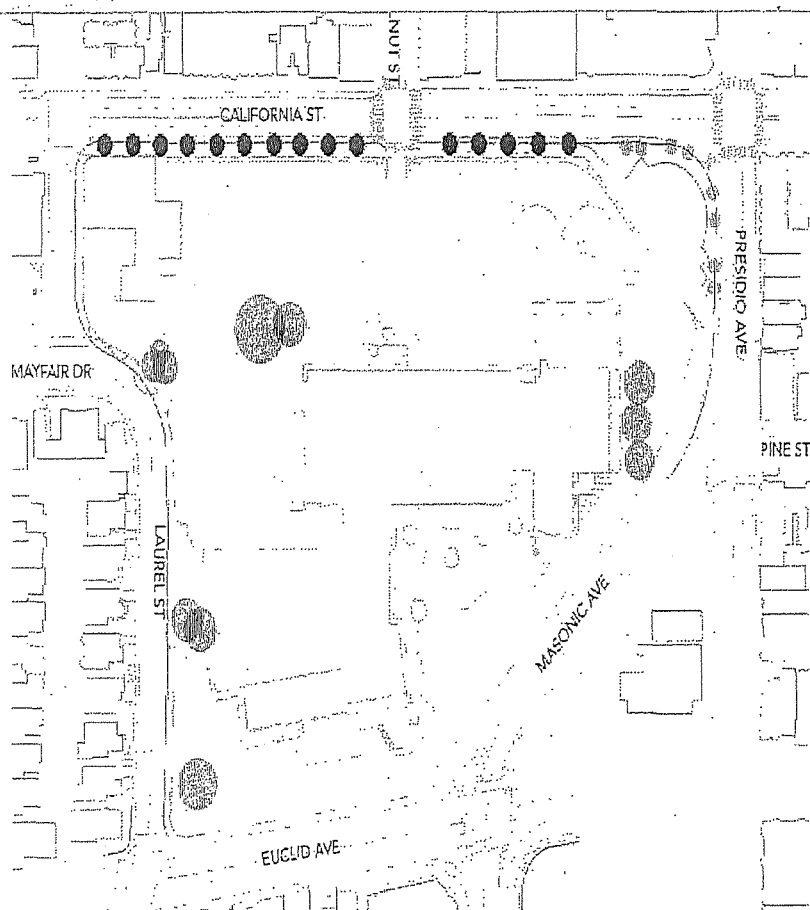 NUT ST
CALIFORNIA ST
PRESIDIO AVE
MAYFAIR DR
PINE ST
LAUREL ST
MASONIC AVE
EUCLID AVE